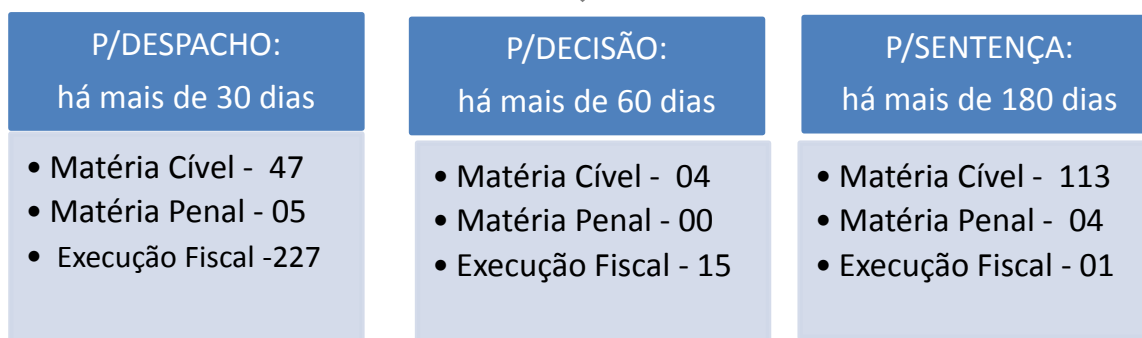 P/DESPACHO:
há mais de 30 dias
• Matéria Cível - 47
• Matéria Penal - 05
• Execução Fiscal -227
P/DECISÃO:
há mais de 60 dias
• Matéria Cível - 04
• Matéria Penal - 00
• Execução Fiscal - 15
P/SENTENÇA:
há mais de 180 dias
• Matéria Cível - 113
• Matéria Penal - 04
• Execução Fiscal - 01